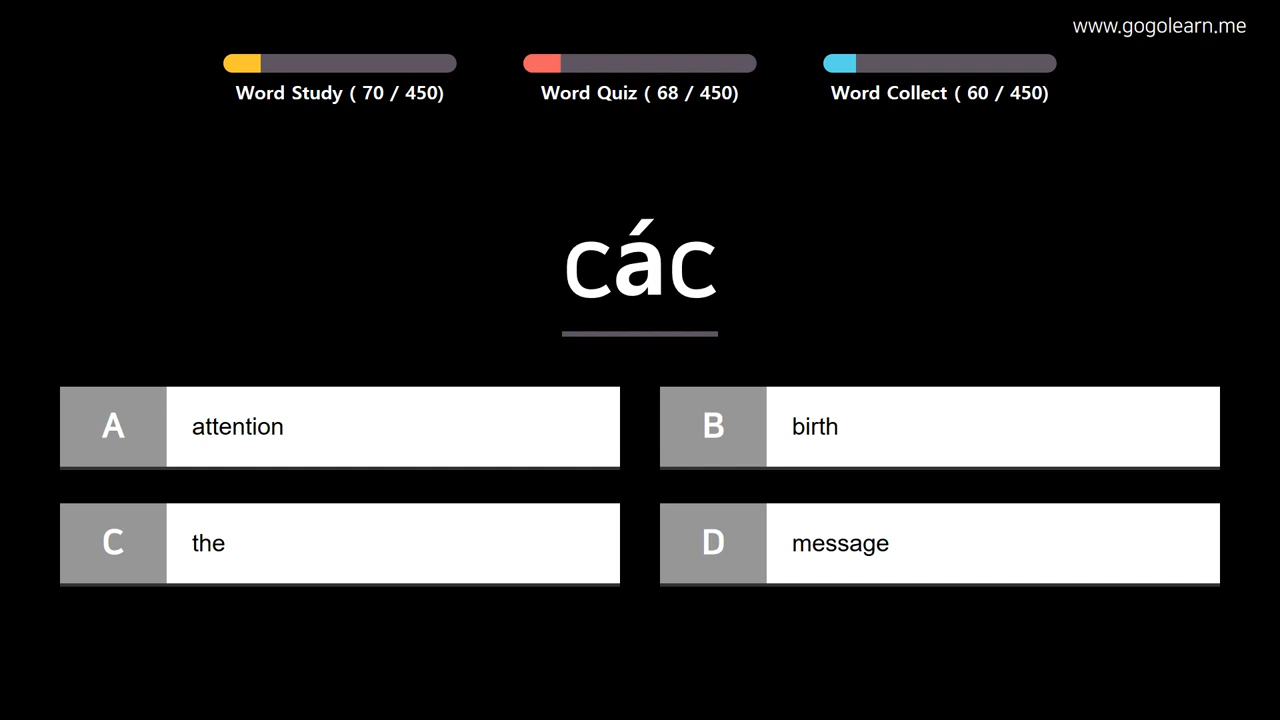 www.gogolearn.me
Word Study ( 70 / 450)
Word Quiz ( 68 / 450)
Word Collect ( 60 / 450)
các
A attention
B birth
C the
D message